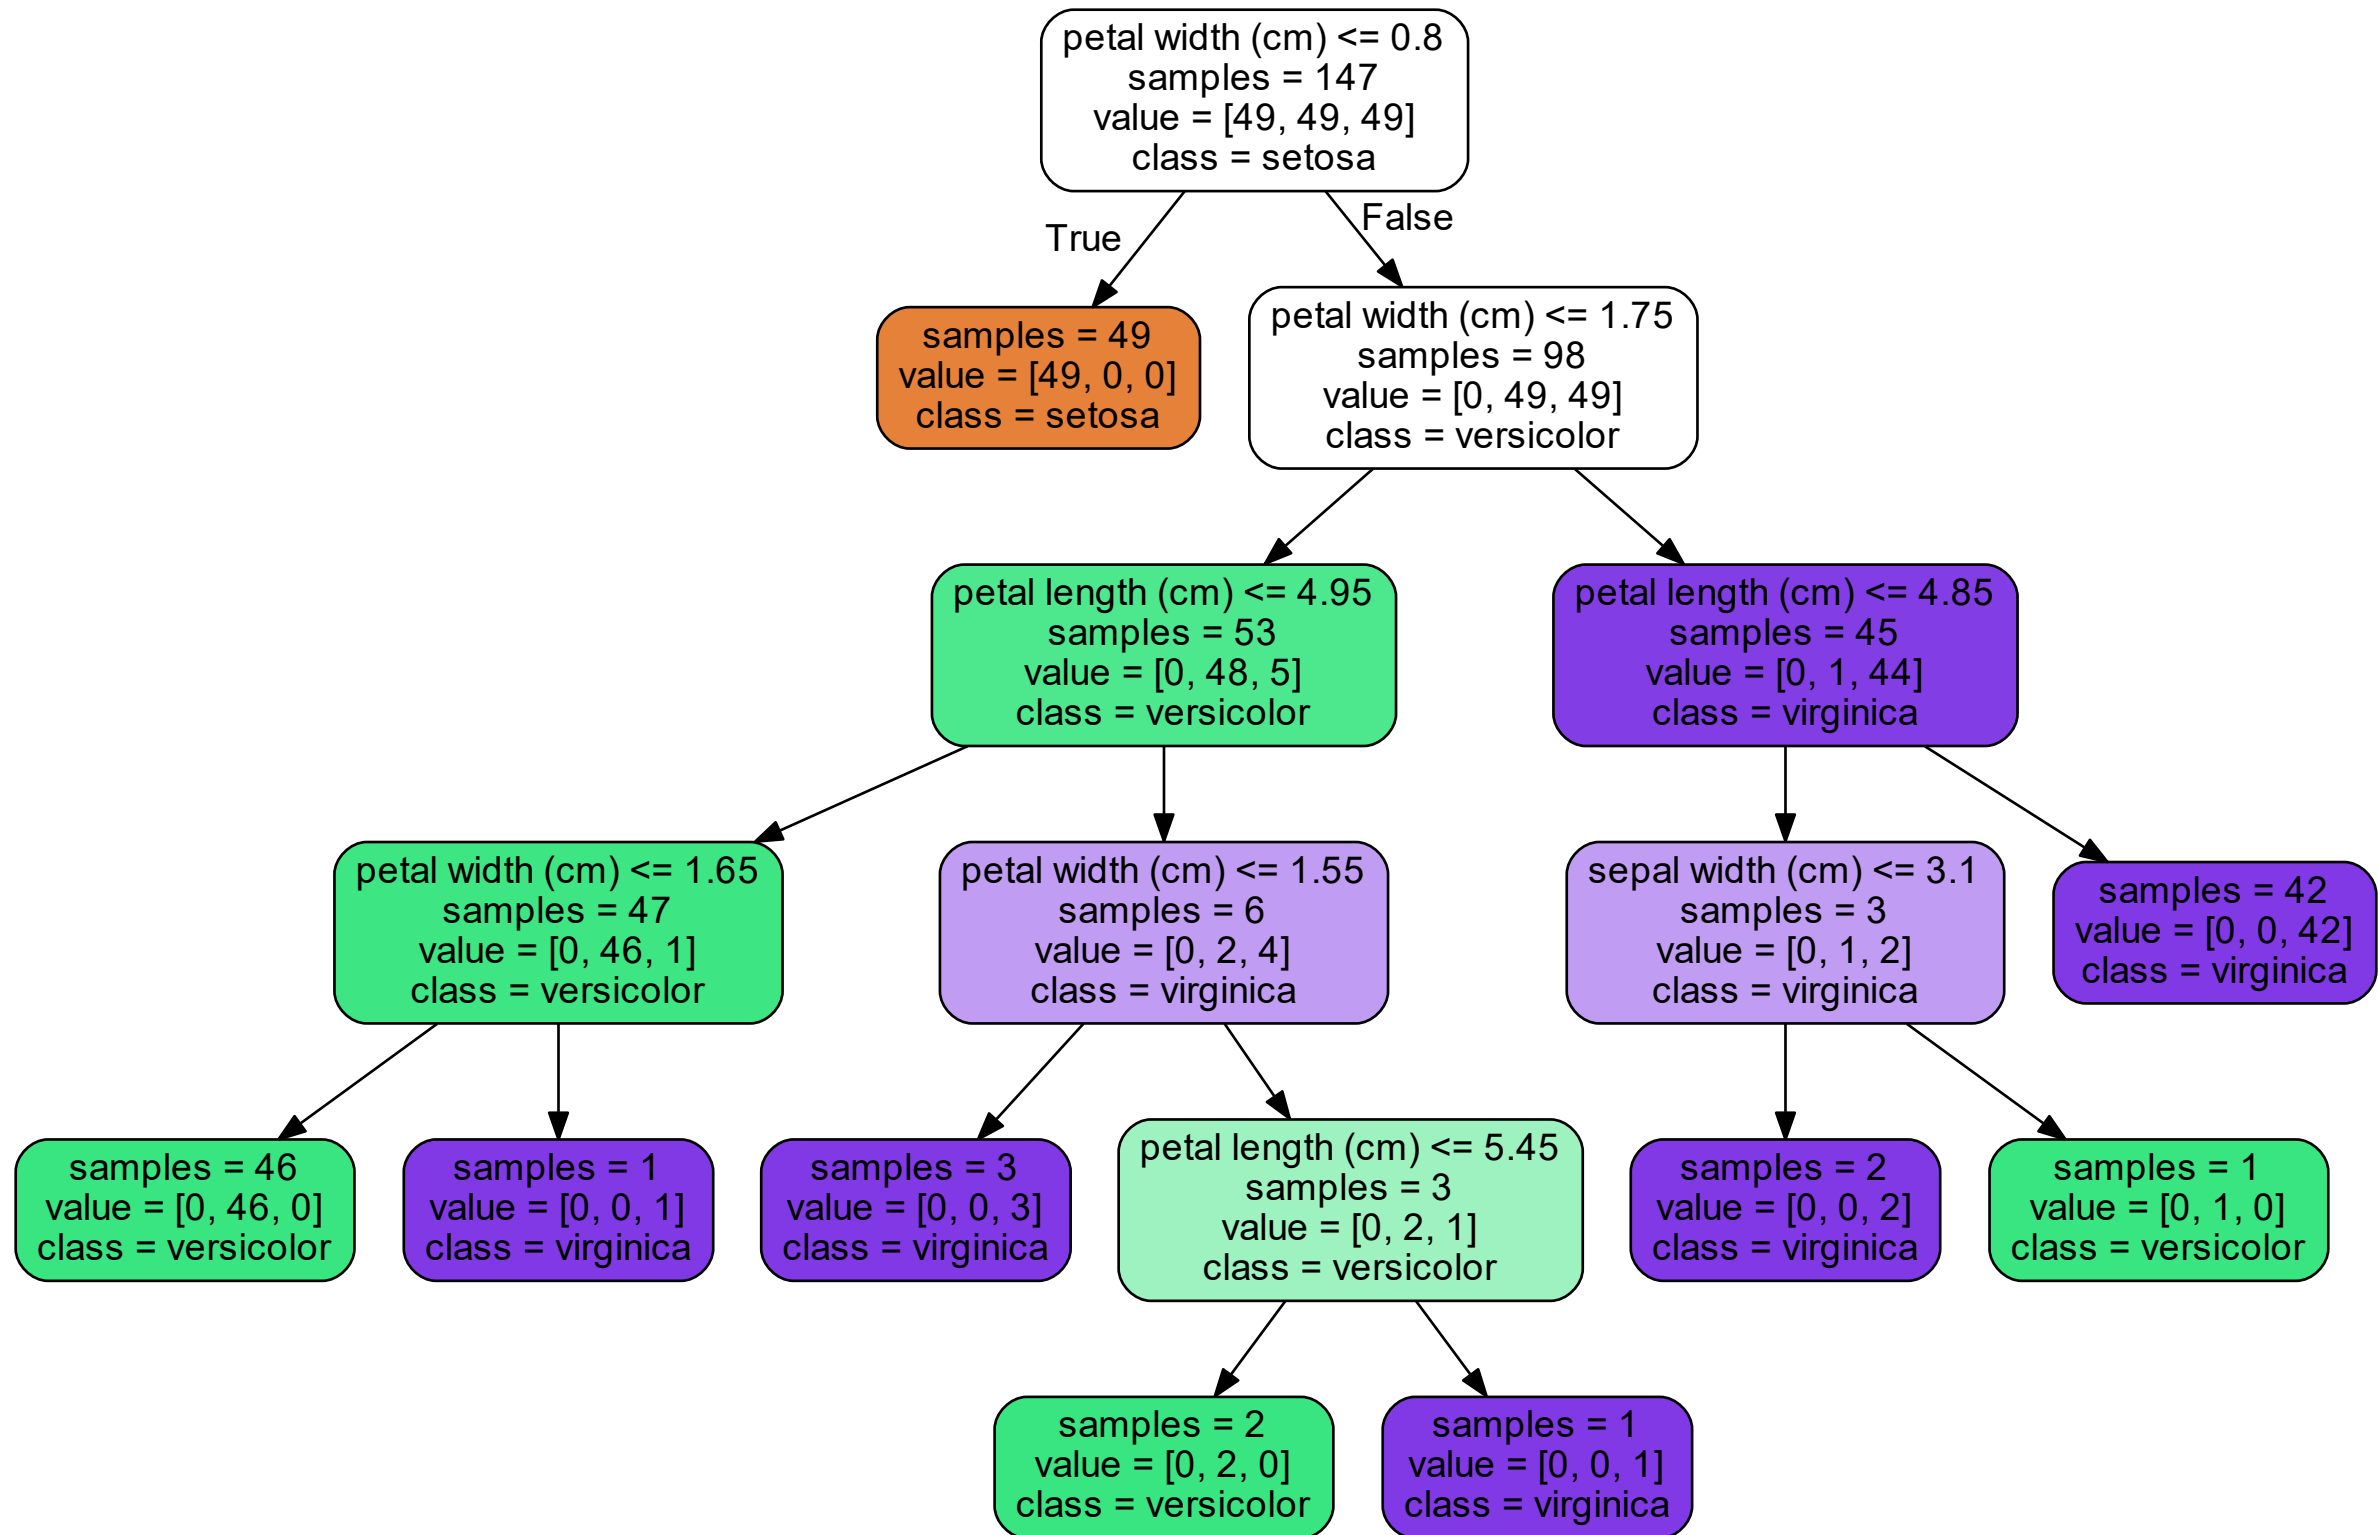 petal width (cm) <= 0.8
samples = 147
value = [49, 49, 49]
class = setosa
True
False
samples = 49
value = [49, 0, 0]
class = setosa
petal width (cm) <= 1.75
samples = 98
value = [0, 49, 49]
class = versicolor
petal length (cm) <= 4.95
samples = 53
value = [0, 48, 5]
class = versicolor
petal length (cm) <= 4.85
samples = 45
value = [0, 1, 44]
class = virginica
petal width (cm) <= 1.65
samples = 47
value = [0, 46, 1]
class = versicolor
petal width (cm) <= 1.55
samples = 6
value = [0, 2, 4]
class = virginica
sepal width (cm) <= 3.1
samples = 3
value = [0, 1, 2]
class = virginica
samples = 42
value = [0, 0, 42]
class = virginica
samples = 46
value = [0, 46, 0]
class = versicolor
samples = 1
value = [0, 0, 1]
class = virginica
samples = 3
value = [0, 0, 3]
class = virginica
petal length (cm) <= 5.45
samples = 3
value = [0, 2, 1]
class = versicolor
samples = 2
value = [0, 0, 2]
class = virginica
samples = 1
value = [0, 1, 0]
class = versicolor
samples = 2
value = [0, 2, 0]
class = versicolor
samples = 1
value = [0, 0, 1]
class = virginica